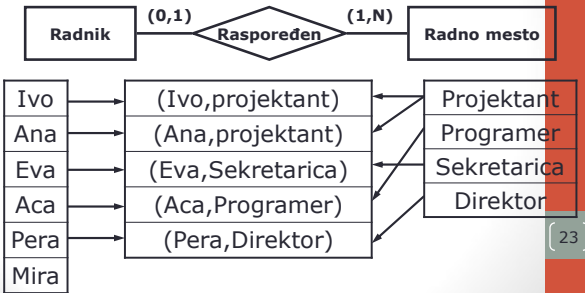 (0,1) (1,N)
Radnik Raspoređen Radno mesto
Ivo (Ivo,projektant) Projektant
Ana (Ana,projektant) Programer
Eva (Eva,Sekretarica) Sekretarica
Aca (Aca,Programer) Direktor
Pera (Pera,Direktor) 23
Mira